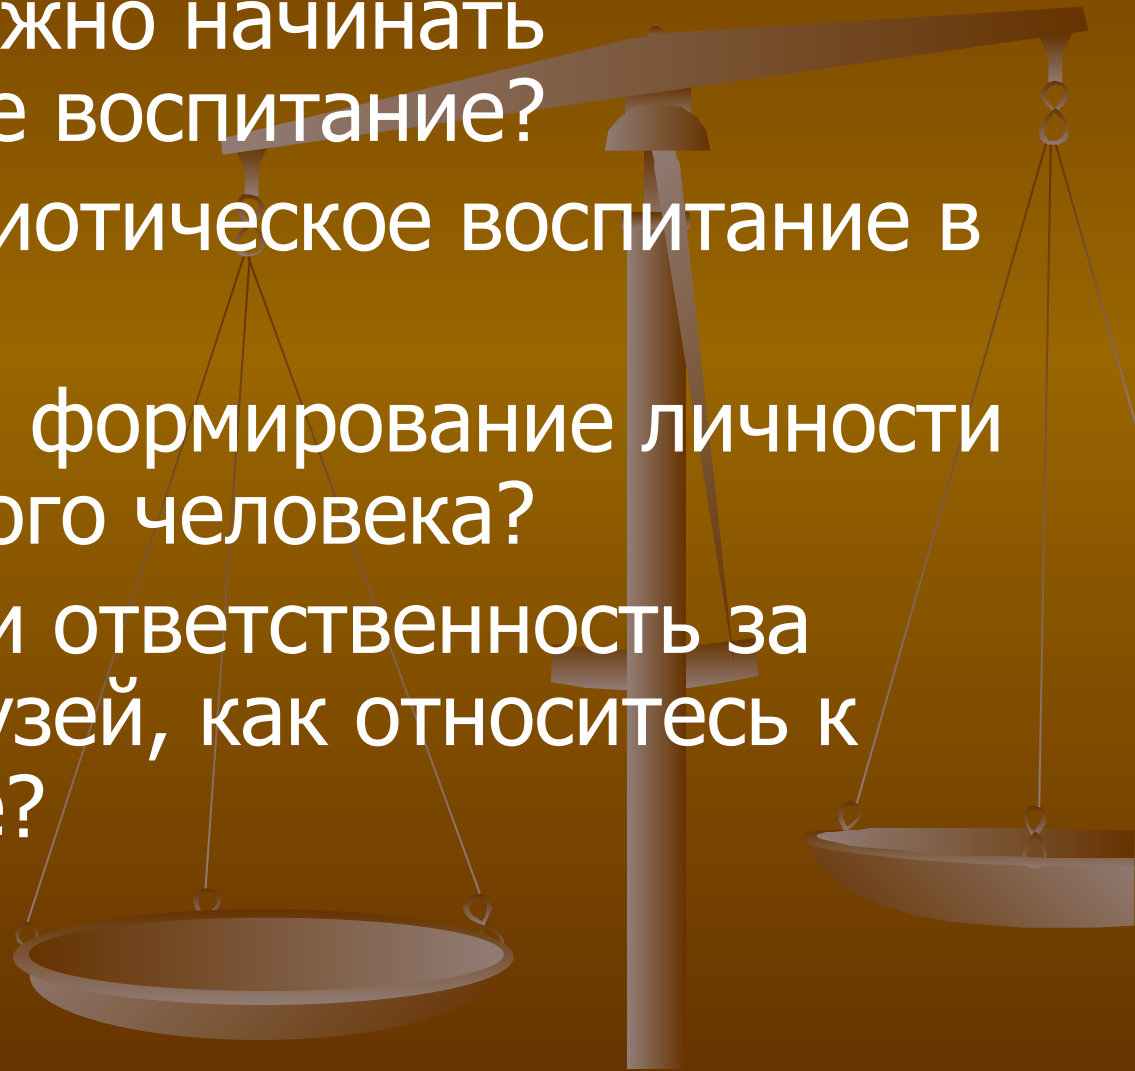 жно начинать
е воспитание?
иотическое воспитание в
формирование личности
ого человека?
и ответственность за
узей, как относитесь к
е?